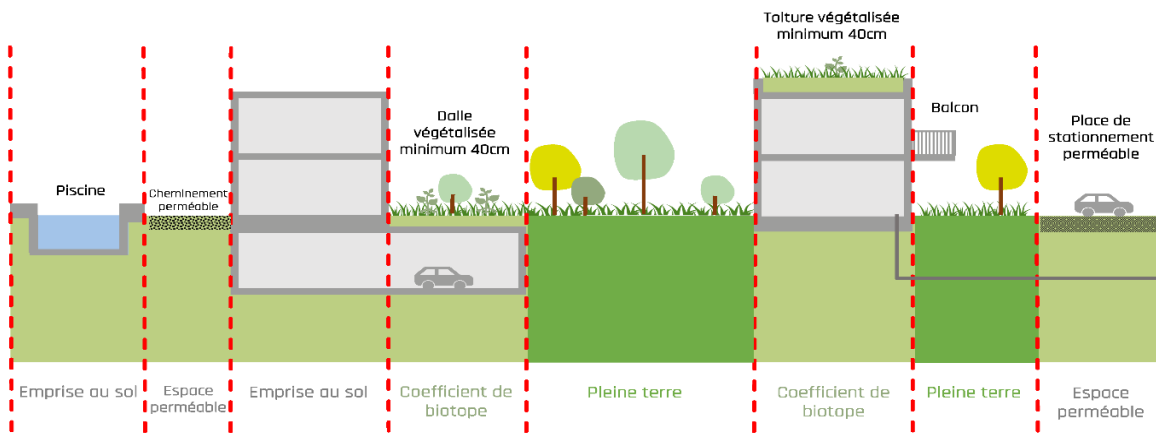 Toiture végétalisée
minimum 40cm
Balcon
Dalle
végétalisée
minimum 40cm
Place de
stationnement
perméable
Piscine
Cheminement
perméable
Emprise au sol
Espace
perméable
Emprise au sol
Coefficient de
biotope
Pleine terre
Coefficient de
biotope
Pleine terre
Espace
perméable